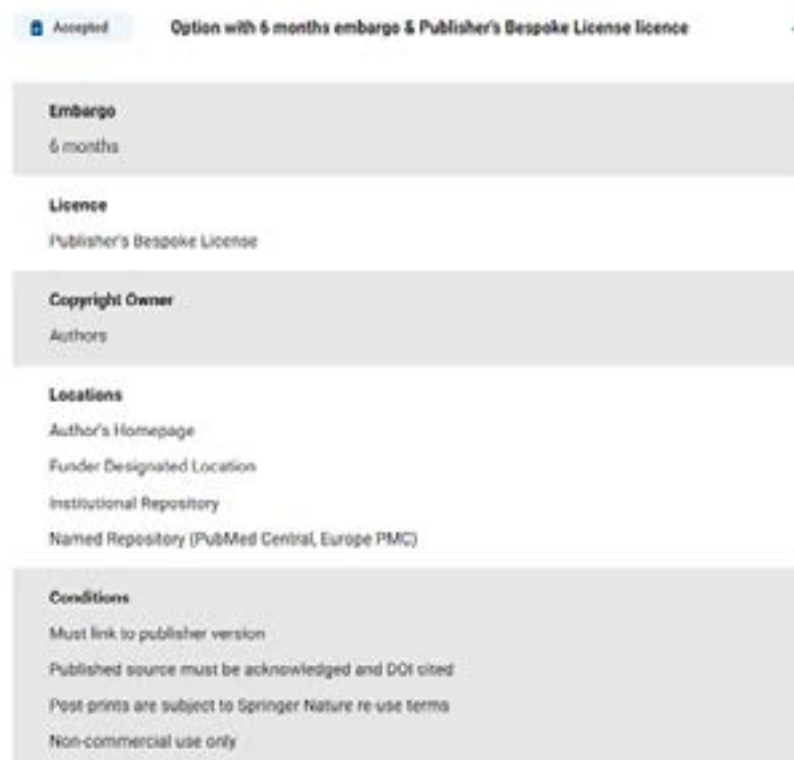 Accepted
Option with 6 months embargo & Publisher's Bespoke License licence
Embargo
6 months
Licence
Publisher's Bespoke License
Copyright Owner
Authors
Locations
Author's Homepage
Funder Designated Location
Institutional Repository
Named Repository (PubMed Central, Europe PMC)
Conditions
Must link to publisher version
Published source must be acknowledged and DOI cited
Post-prints are subject to Springer Nature re-use terms
Non-commercial use only